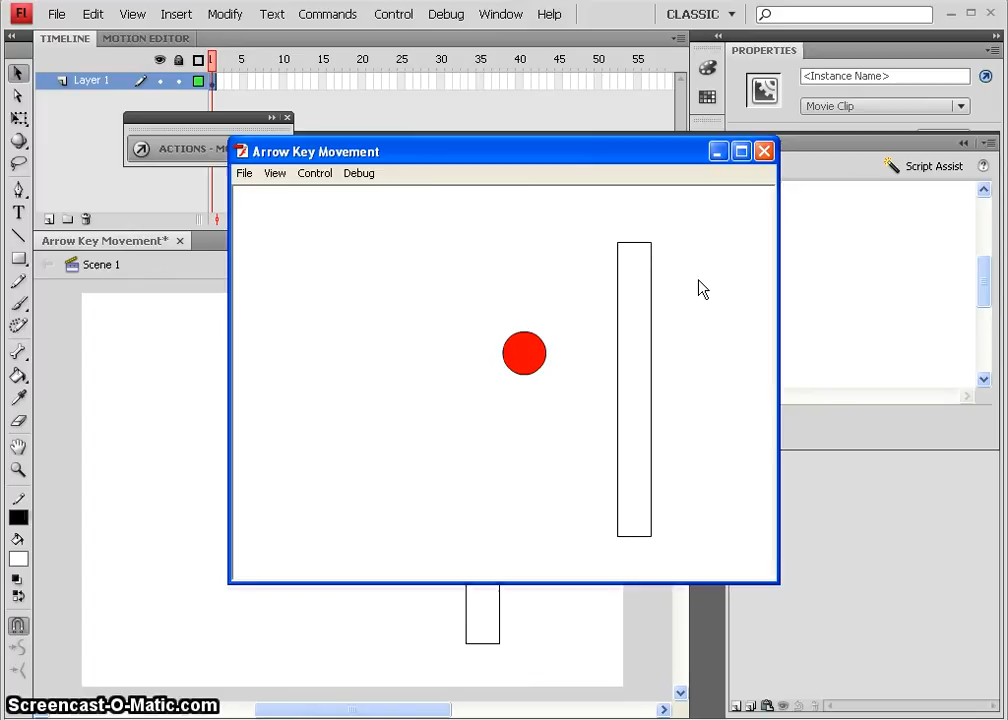 Fl File Edit View Insert Modify Text Commands Control Debug Window Help CLASSIC
TIMELINE MOTION EDITOR
PROPERTIES
1 5 10 15 20 25 30 35 40 45 50 55
<Instance Name>
Layer 1
Movie Clip
ACTIONS - M
Arrow Key Movement
File View Control Debug
Script Assist
Arrow Key Movement*
Scene 1
Screencast-O-Matic.com